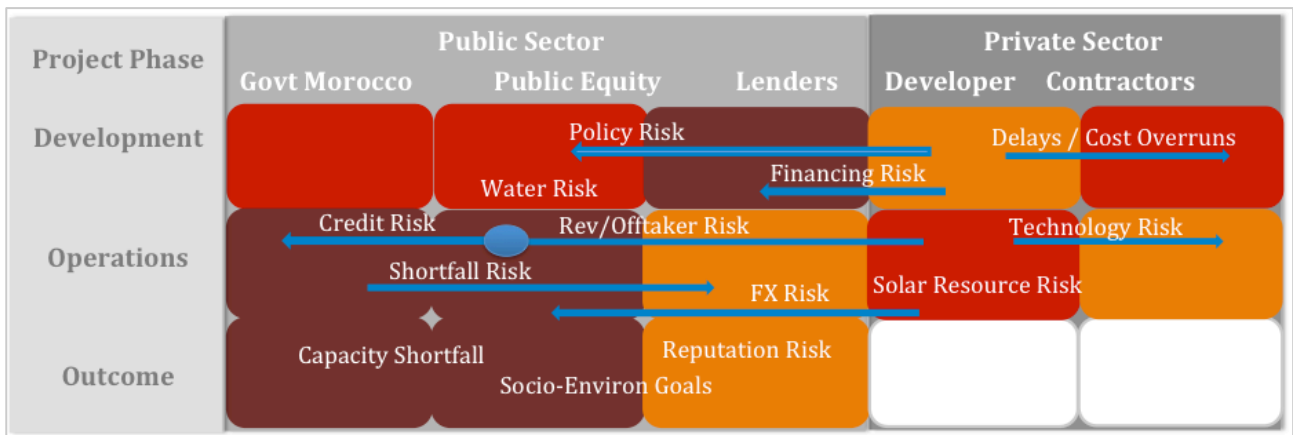 Project Phase
Public Sector
Private Sector
Govt Morocco
Public Equity
Lenders
Developer
Contractors
Development
Policy Risk
Delays / Cost Overruns
Water Risk
Financing Risk
Operations
Credit Risk
Rev/Offtaker Risk
Technology Risk
Shortfall Risk
FX Risk
Solar Resource Risk
Outcome
Capacity Shortfall
Reputation Risk
Socio-Environ Goals